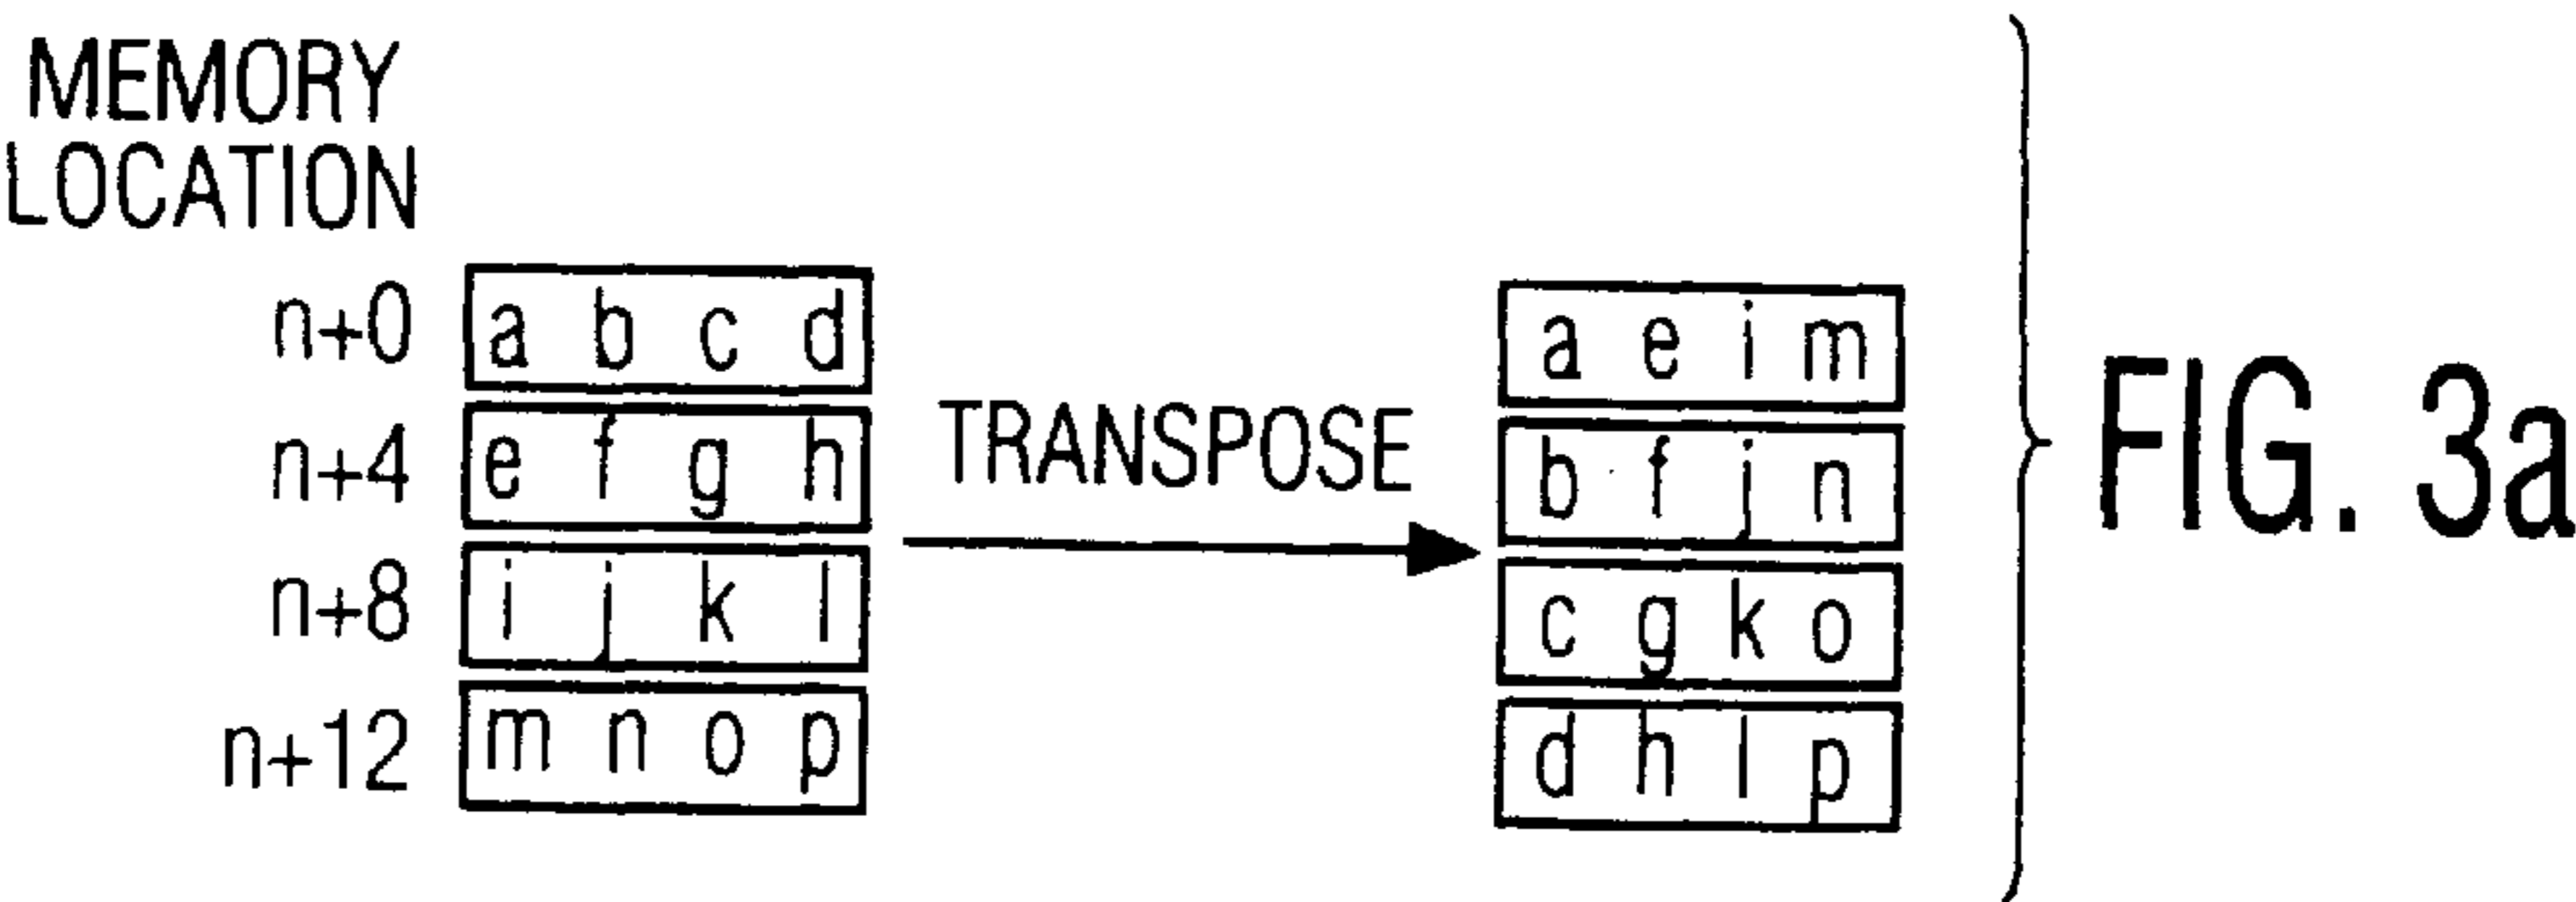 MEMORY
LOCATION
n+0 a b c d
n+4 e f g h
n+8 i j k l
n+12 m n o p
TRANSPOSE
a e i m
b f j n
c g k o
d h l p
FIG. 3a